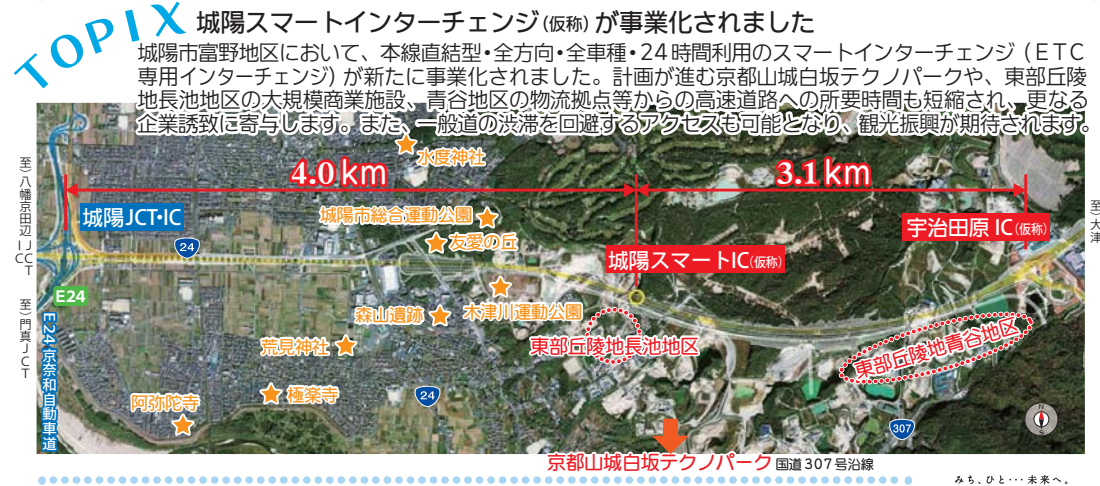 TOPIX
城陽スマートインターチェンジ(仮称)が事業化されました
城陽市富野地区において、本線直結型・全方向・全車種・24時間利用のスマートインターチェンジ(ETC
専用インターチェンジ)が新たに事業化されました。計画が進む京都山城白坂テクノパークや、東部丘陵
地長池地区の大規模商業施設、青谷地区の物流拠点等からの高速道路への所要時間も短縮され、更なる
企業誘致に寄与します。また、一般道の渋滞を回避するアクセスも可能となり、観光振興が期待されます。
至)八幡京田辺JCT・IC
水度神社
4.0km
3.1km
至)大津
城陽JCT・IC
城陽市総合運動公園
宇治田原IC(仮称)
24
友愛の丘
城陽スマートIC(仮称)
E24
至)門真JCT
森山遺跡
木津川運動公園
E24京奈和自動車道
荒見神社
東部丘陵地長池地区
東部丘陵地青谷地区
阿弥陀寺
極楽寺
24
307
N
S
京都山城白坂テクノパーク 国道307号沿線
みち、ひと…未来へ。